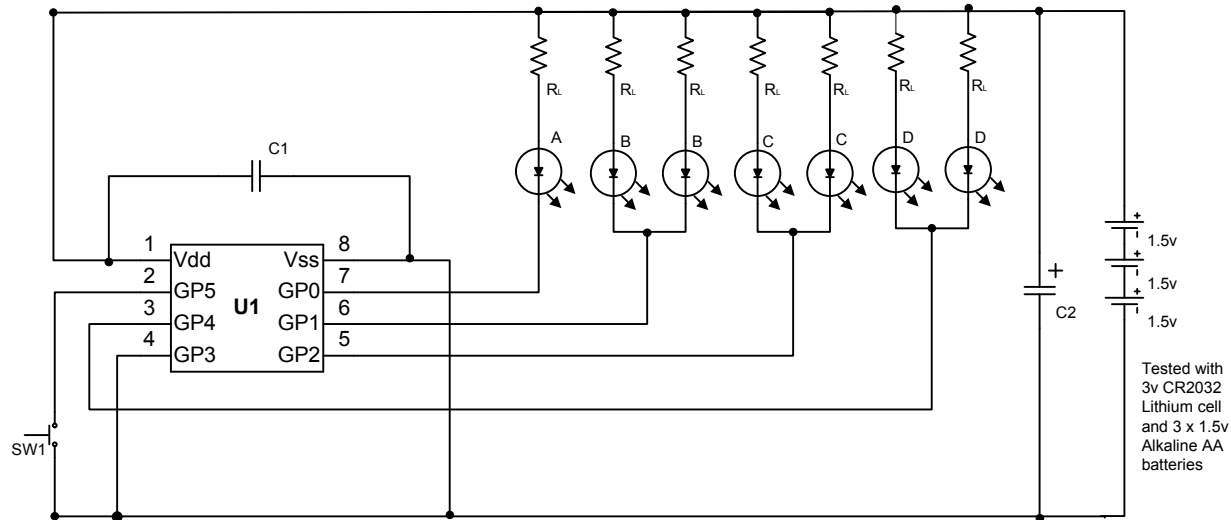 RL RL RL RL RL RL RL
A B B C C D D
C1
1 Vdd Vss 8
2 GP5 GP0 7
U1
3 GP4 GP1 6
4 GP3 GP2 5
SW1
+
C2
+ - 1.5v
+ - 1.5v
+ - 1.5v
Tested with
3v CR2032
Lithium cell
and 3 x 1.5v
Alkaline AA
batteries